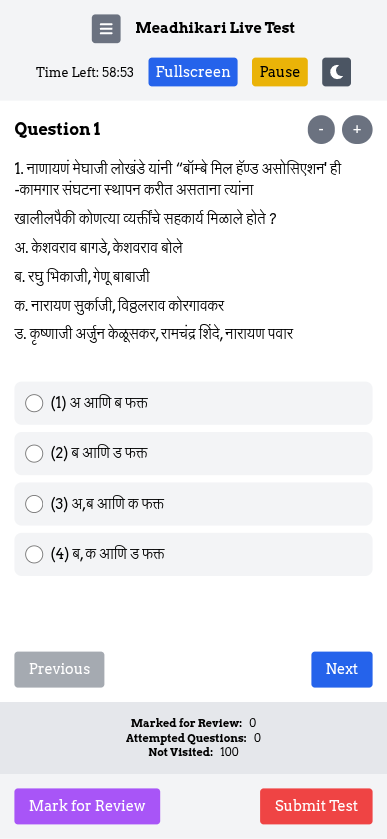 Meadhikari Live Test
Time Left: 58:53 Fullscreen Pause
Question 1 - +
1. नाणायणं मेघाजी लोखंडे यांनी “बॉम्बे मिल हॅण्ड असोसिएशन' ही
-कामगार संघटना स्थापन करीत असताना त्यांना
खालीलपैकी कोणत्या व्यक्तींचे सहकार्य मिळाले होते ?
अ. केशवराव बागडे, केशवराव बोले
ब. रघु भिकाजी, गेणू बाबाजी
क. नारायण सुर्काजी, विठ्ठलराव कोरगावकर
ड. कृष्णाजी अर्जुन केळूसकर, रामचंद्र शिंदे, नारायण पवार
(1) अ आणि ब फक्त
(2) ब आणि ड फक्त
(3) अ,ब आणि क फक्त
(4) ब, क आणि ड फक्त
Previous Next
Marked for Review: 0
Attempted Questions: 0
Not Visited: 100
Mark for Review Submit Test